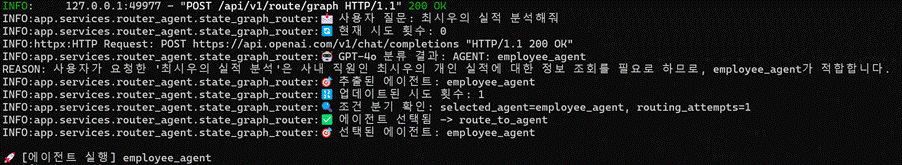 INFO:     127.0.0.1:49977 - "POST /api/v1/route/graph HTTP/1.1" 200 OK
INFO:app.services.router_agent.state_graph_router:📩 사용자 질문: 최시우의 실적 분석해줘
INFO:app.services.router_agent.state_graph_router:🔄 현재 시도 횟수: 0
INFO:httpx:HTTP Request: POST https://api.openai.com/v1/chat/completions "HTTP/1.1 200 OK"
INFO:app.services.router_agent.state_graph_router:🤖 GPT-4o 분류 결과: AGENT: employee_agent
REASON: 사용자가 요청한 '최시우의 실적 분석'은 사내 직원인 최시우의 개인 실적에 대한 정보 조회를 필요로 하므로, employee_agent가 적합합니다.
INFO:app.services.router_agent.state_graph_router:🎯 추출된 에이전트: employee_agent
INFO:app.services.router_agent.state_graph_router:🔢 업데이트된 시도 횟수: 1
INFO:app.services.router_agent.state_graph_router:🔍 조건 분기 확인: selected_agent=employee_agent, routing_attempts=1
INFO:app.services.router_agent.state_graph_router:✅ 에이전트 선택됨 -> route_to_agent
INFO:app.services.router_agent.state_graph_router:🎯 선택된 에이전트: employee_agent
🚀 [에이전트 실행] employee_agent